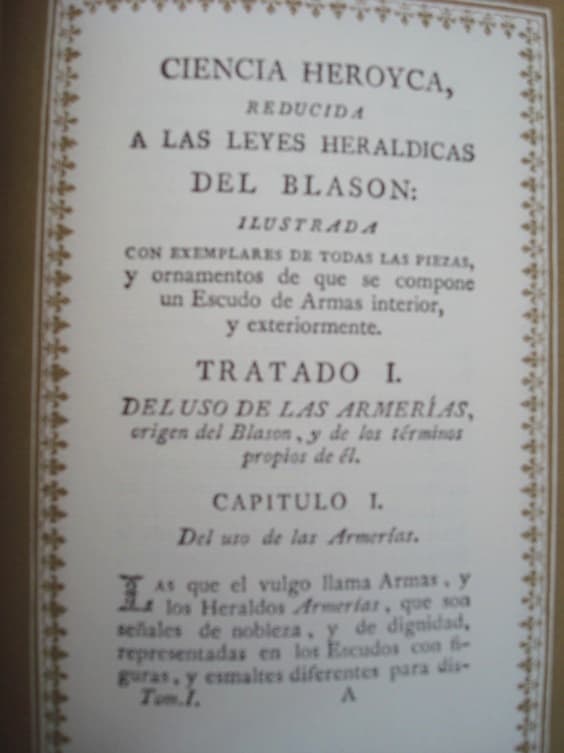 CIENCIA HEROYCA,
REDUCIDA
A LAS LEYES HERALDICAS
DEL BLASON:
ILUSTRADA
CON EXEMPLARES DE TODAS LAS PIEZAS,
y ornamentos de que se compone
un Escudo de Armas interior,
y exteriormente.
TRATADO I.
DEL USO DE LAS ARMERÍAS,
origen del Blason, y de los términos
propios de él.
CAPITULO I.
Del uso de las Armerías.
LAS que el vulgo llama Armas, y
los Heraldos Armerías, que son
señales de nobleza, y de dignidad,
representadas en los Escudos con fi-
guras, y esmaltes diferentes para dis-
Tom.I. A